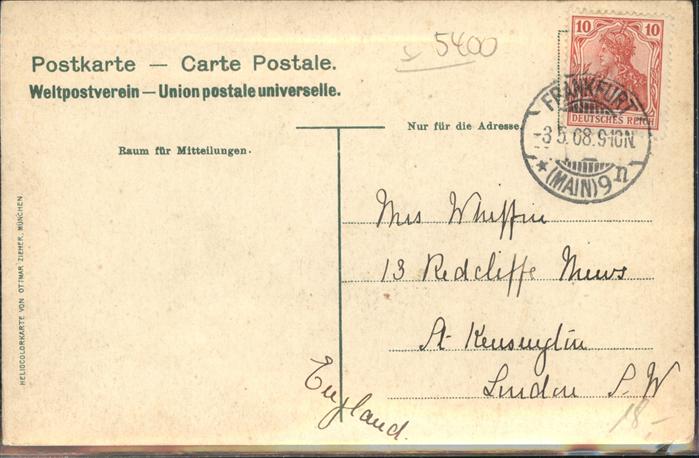 5400
10 10
Postkarte — Carte Postale.
Weltpostverein — Union postale universelle.
DEUTSCHES REICH
FRANKFURT
-3.5.08.9-10N.
★ (MAIN) 9 n
Nur für die Adresse.
Raum für Mitteilungen.
Mrs Whiffin
13 Redcliffe Mews
St Kensington
London S.W
England.
18,-
HELIOCOLORKARTE VON OTTMAR ZIEHER, MÜNCHEN